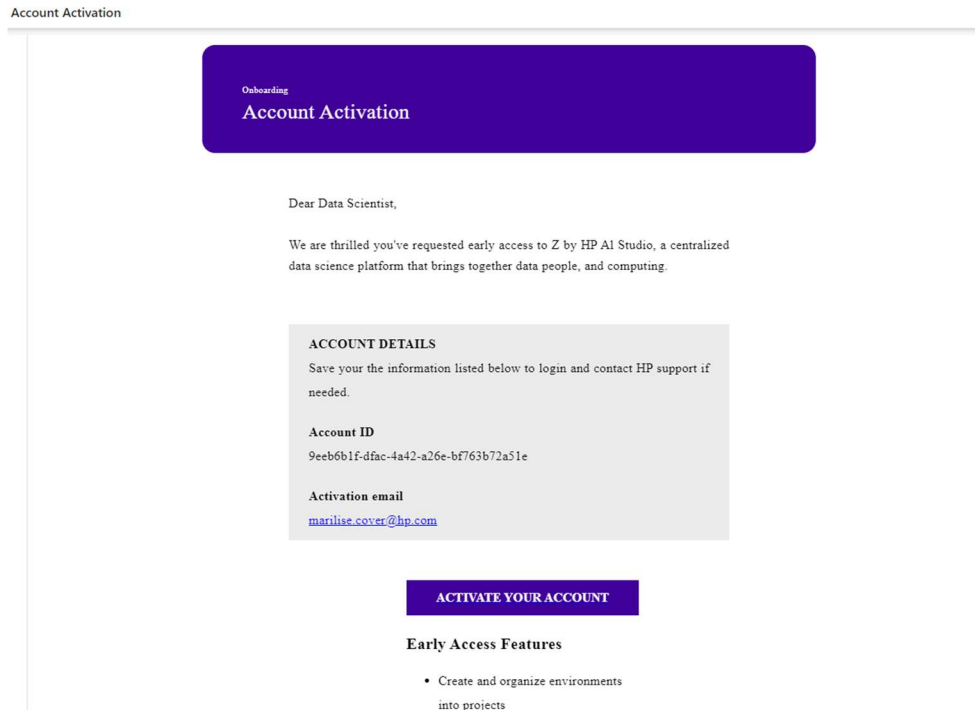 Account Activation
Onboarding
Account Activation
Dear Data Scientist,
We are thrilled you've requested early access to Z by HP Al Studio, a centralized
data science platform that brings together data people, and computing.
ACCOUNT DETAILS
Save your the information listed below to login and contact HP support if
needed.
Account ID
9eeb6b1f-dfac-4a42-a26e-bf763b72a51e
Activation email
marilise.cover@hp.com
ACTIVATE YOUR ACCOUNT
Early Access Features
• Create and organize environments
into projects